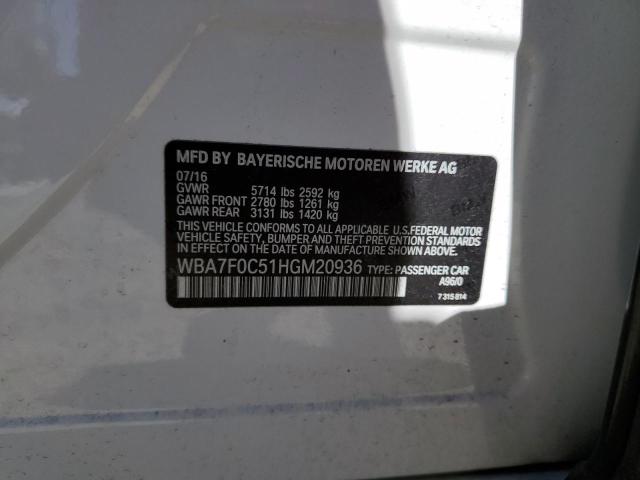 MFD BY BAYERISCHE MOTOREN WERKE AG
07/16
GVWR 5714 lbs 2592 kg
GAWR FRONT 2780 lbs 1261 kg
GAWR REAR 3131 lbs 1420 kg
THIS VEHICLE CONFORMS TO ALL APPLICABLE U.S.FEDERAL MOTOR
VEHICLE SAFETY, BUMPER, AND THEFT PREVENTION STANDARDS
IN EFFECT ON THE DATE OF MANUFACTURE SHOWN ABOVE.
WBA7F0C51HGM20936 TYPE: PASSENGER CAR
A96/0
7 315 814